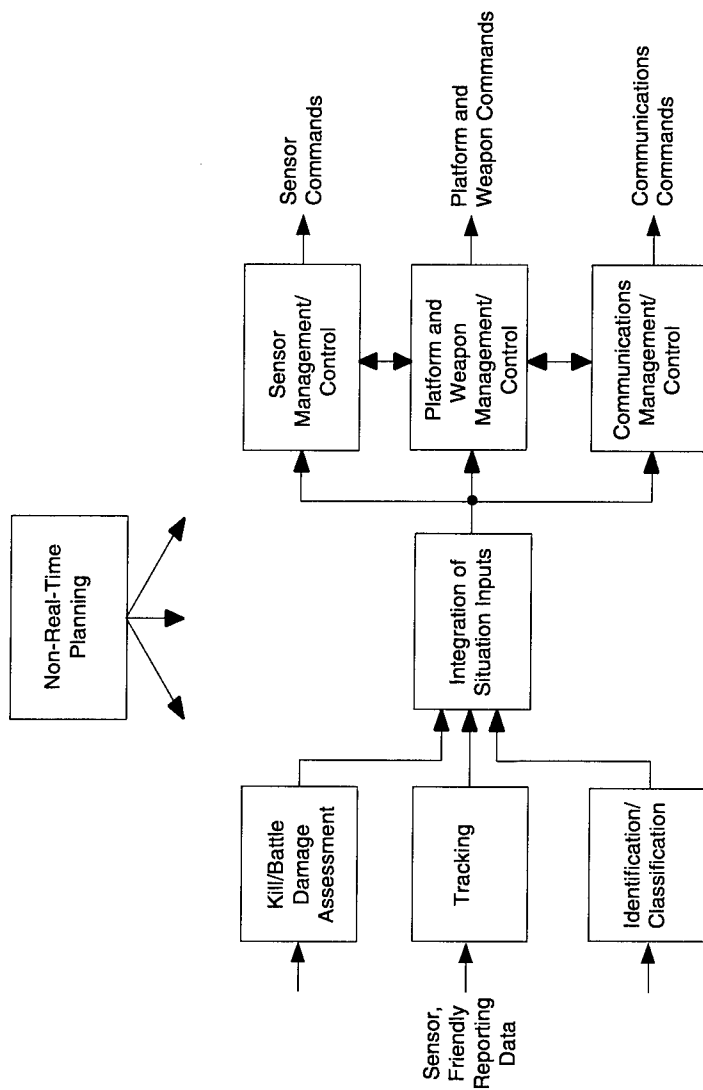 Non-Real-Time
Planning
Sensor,
Friendly
Reporting
Data
Kill/Battle
Damage
Assessment
Tracking
Identification/
Classification
Integration of
Situation Inputs
Sensor
Management/
Control
Platform and
Weapon
Management/
Control
Communications
Management/
Control
Sensor
Commands
Platform and
Weapon Commands
Communications
Commands